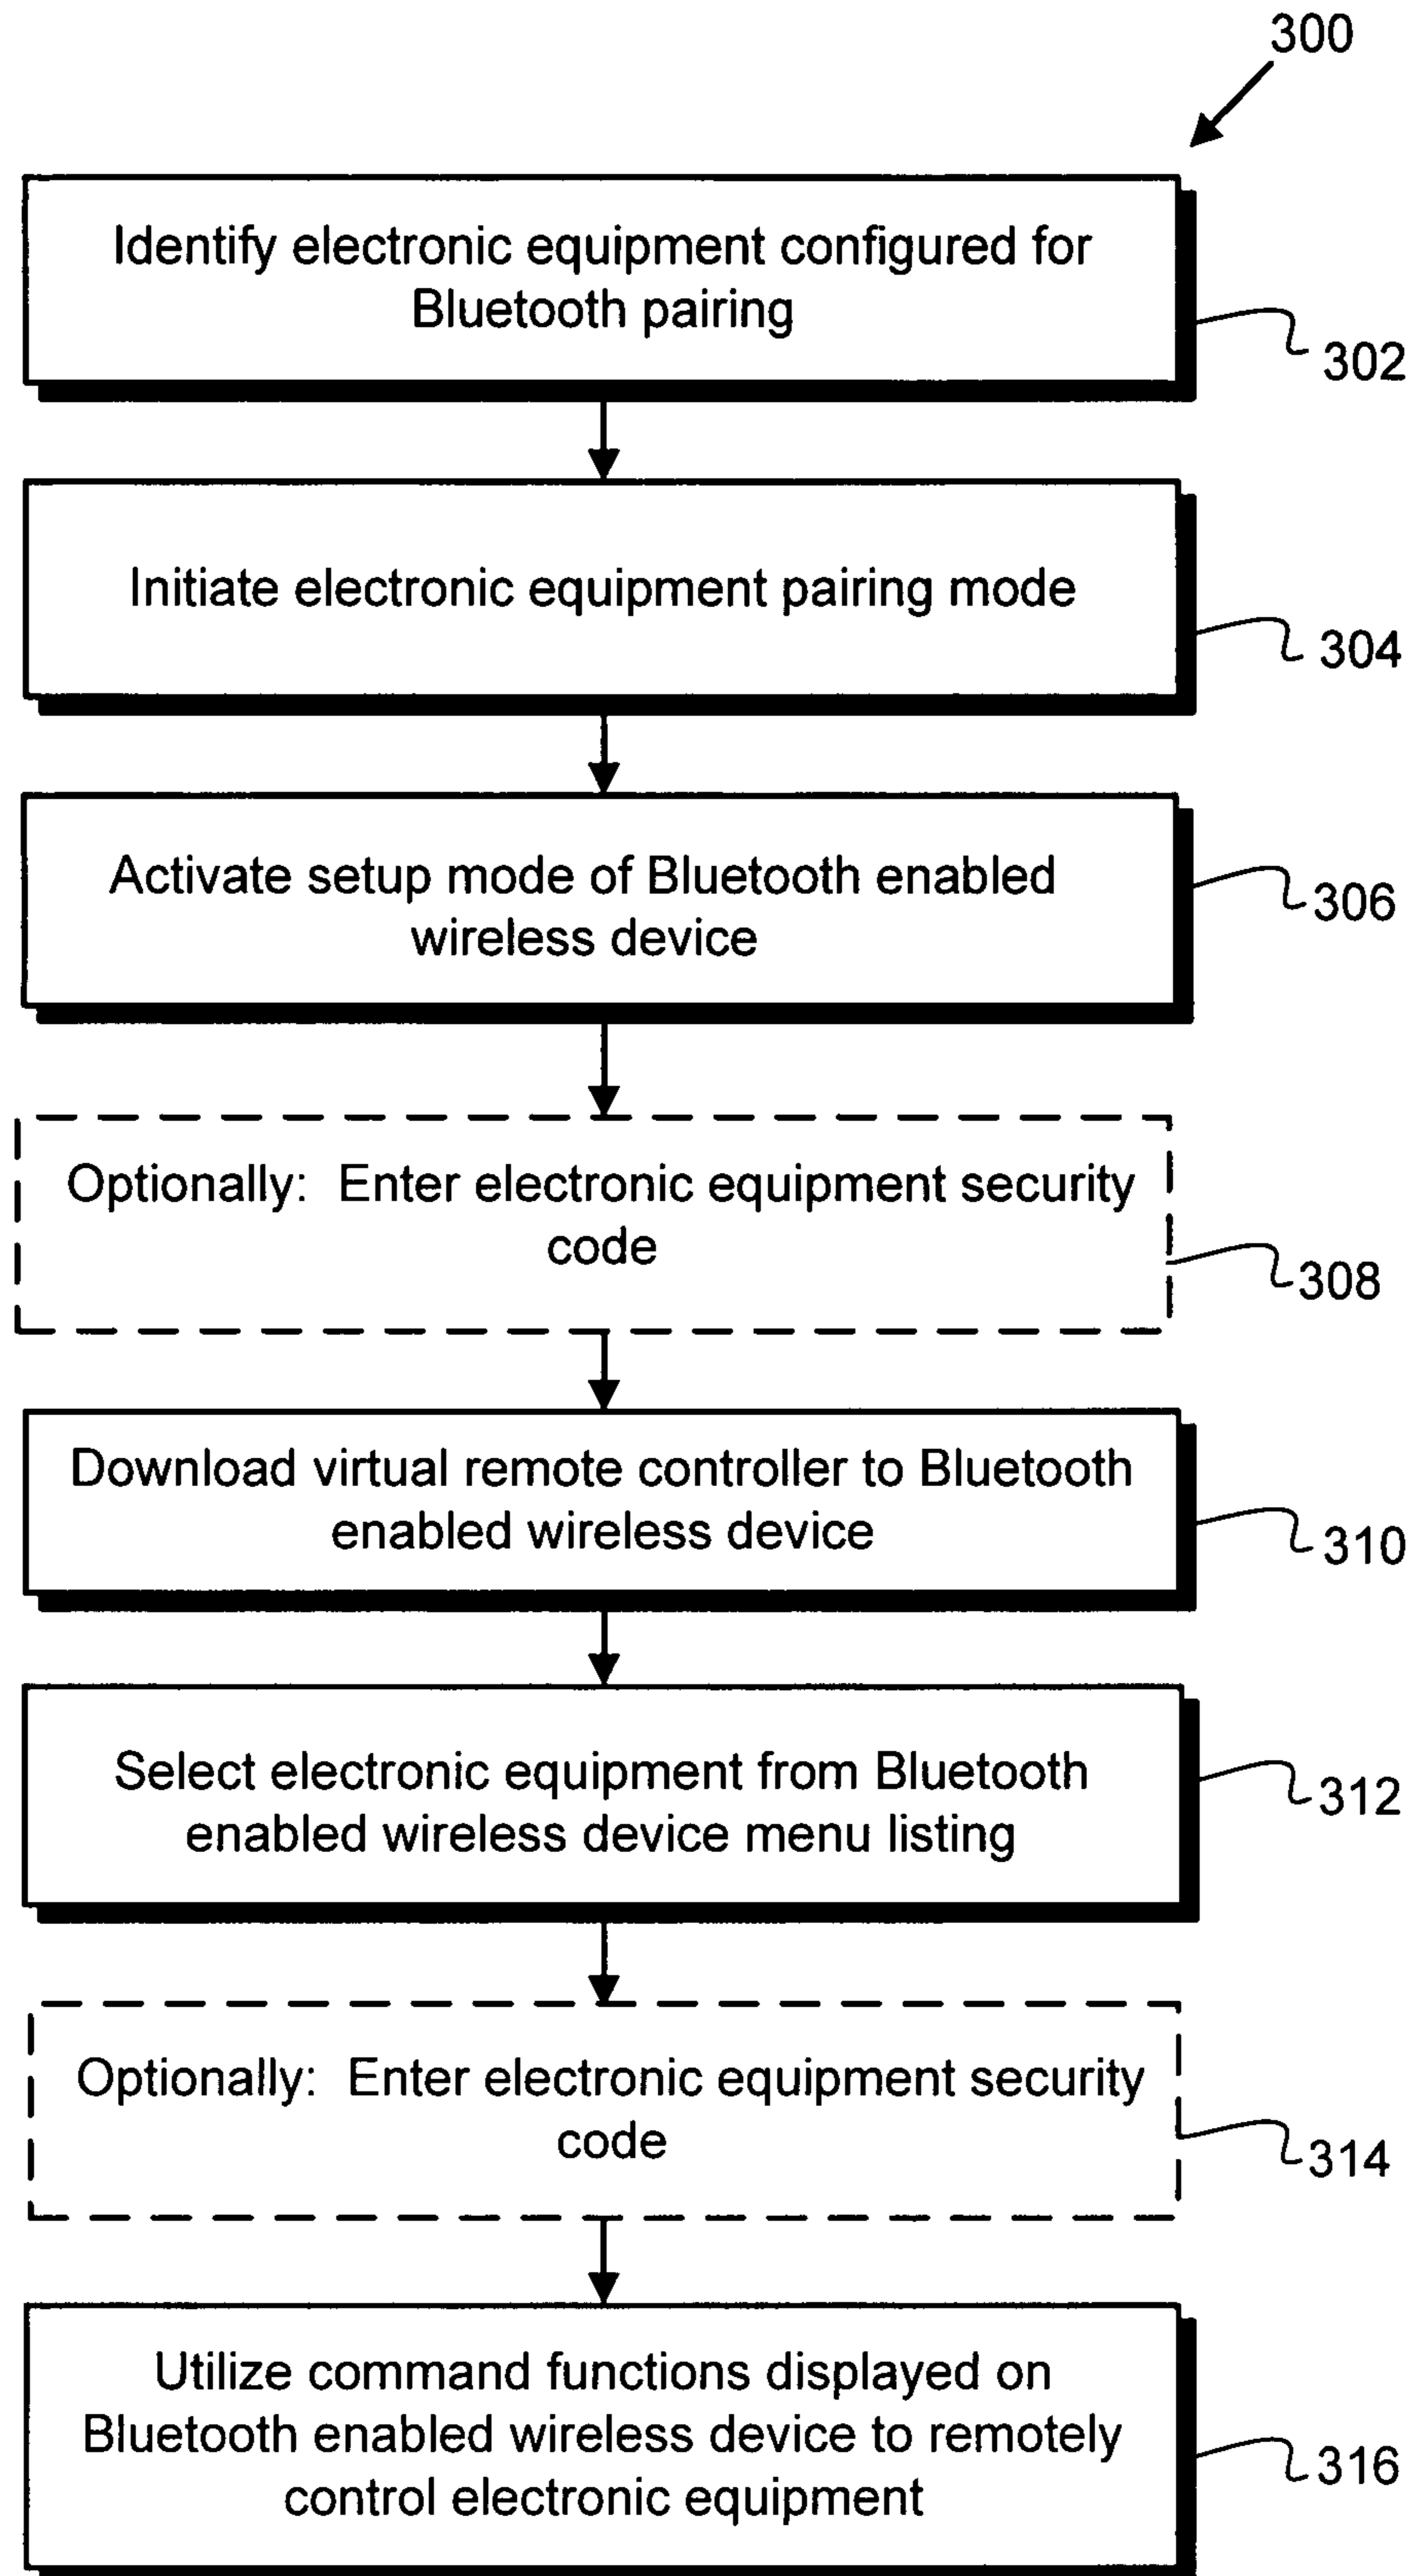 300
Identify electronic equipment configured for
Bluetooth pairing
302
Initiate electronic equipment pairing mode
304
Activate setup mode of Bluetooth enabled
wireless device
306
Optionally: Enter electronic equipment security
code
308
Download virtual remote controller to Bluetooth
enabled wireless device
310
Select electronic equipment from Bluetooth
enabled wireless device menu listing
312
Optionally: Enter electronic equipment security
code
314
Utilize command functions displayed on
Bluetooth enabled wireless device to remotely
control electronic equipment
316